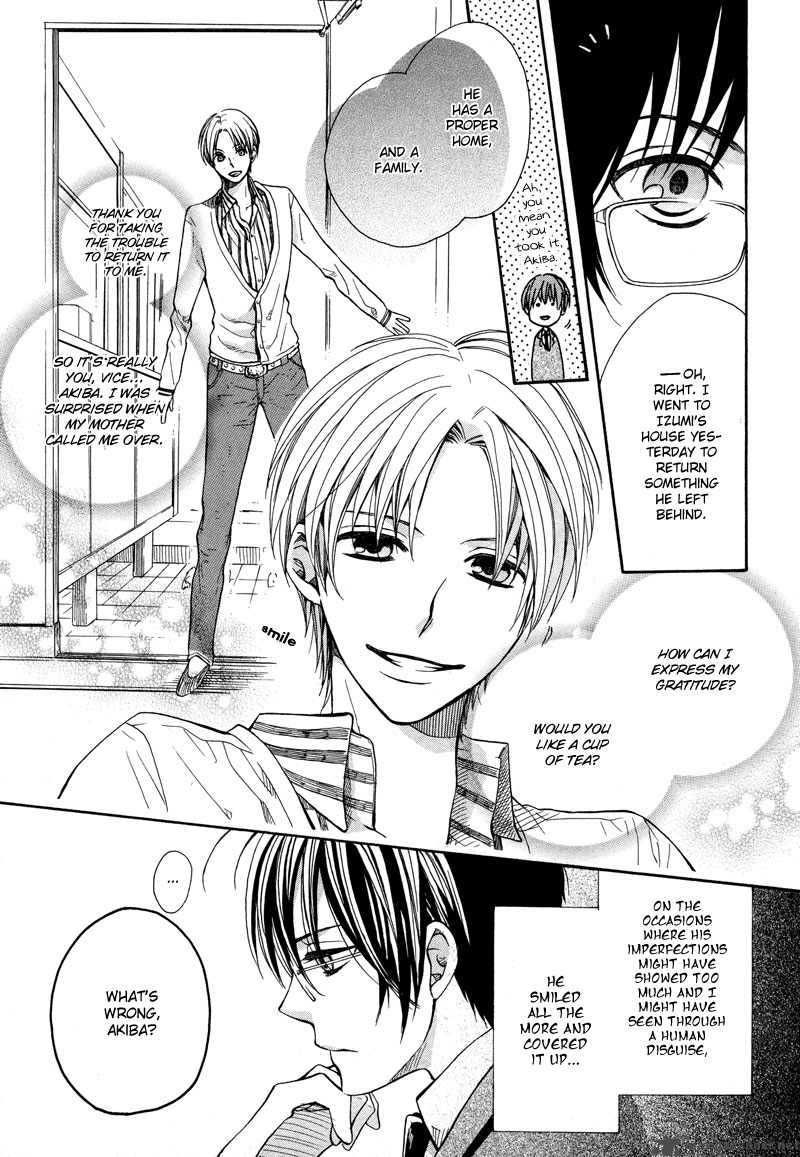 — OH,
RIGHT. I
WENT TO
IZUMI'S
HOUSE YES-
TERDAY TO
RETURN
SOMETHING
HE LEFT
BEHIND.
Ah,
you
mean
you
took it,
Akiba.
HE
HAS A
PROPER
HOME,
AND A
FAMILY.
THANK YOU
FOR TAKING
THE TROUBLE
TO RETURN IT
TO ME.
SO IT'S REALLY
YOU, VICE...
AKIBA. I WAS
SURPRISED WHEN
MY MOTHER
CALLED ME OVER.
smile
HOW CAN I
EXPRESS MY
GRATITUDE?
WOULD YOU
LIKE A CUP
OF TEA?
ON THE
OCCASIONS
WHERE HIS
IMPERFECTIONS
MIGHT HAVE
SHOWED TOO
MUCH AND I
MIGHT HAVE
SEEN THROUGH
A HUMAN
DISGUISE,
HE
SMILED
ALL THE
MORE AND
COVERED
IT UP...
...
WHAT'S
WRONG,
AKIBA?